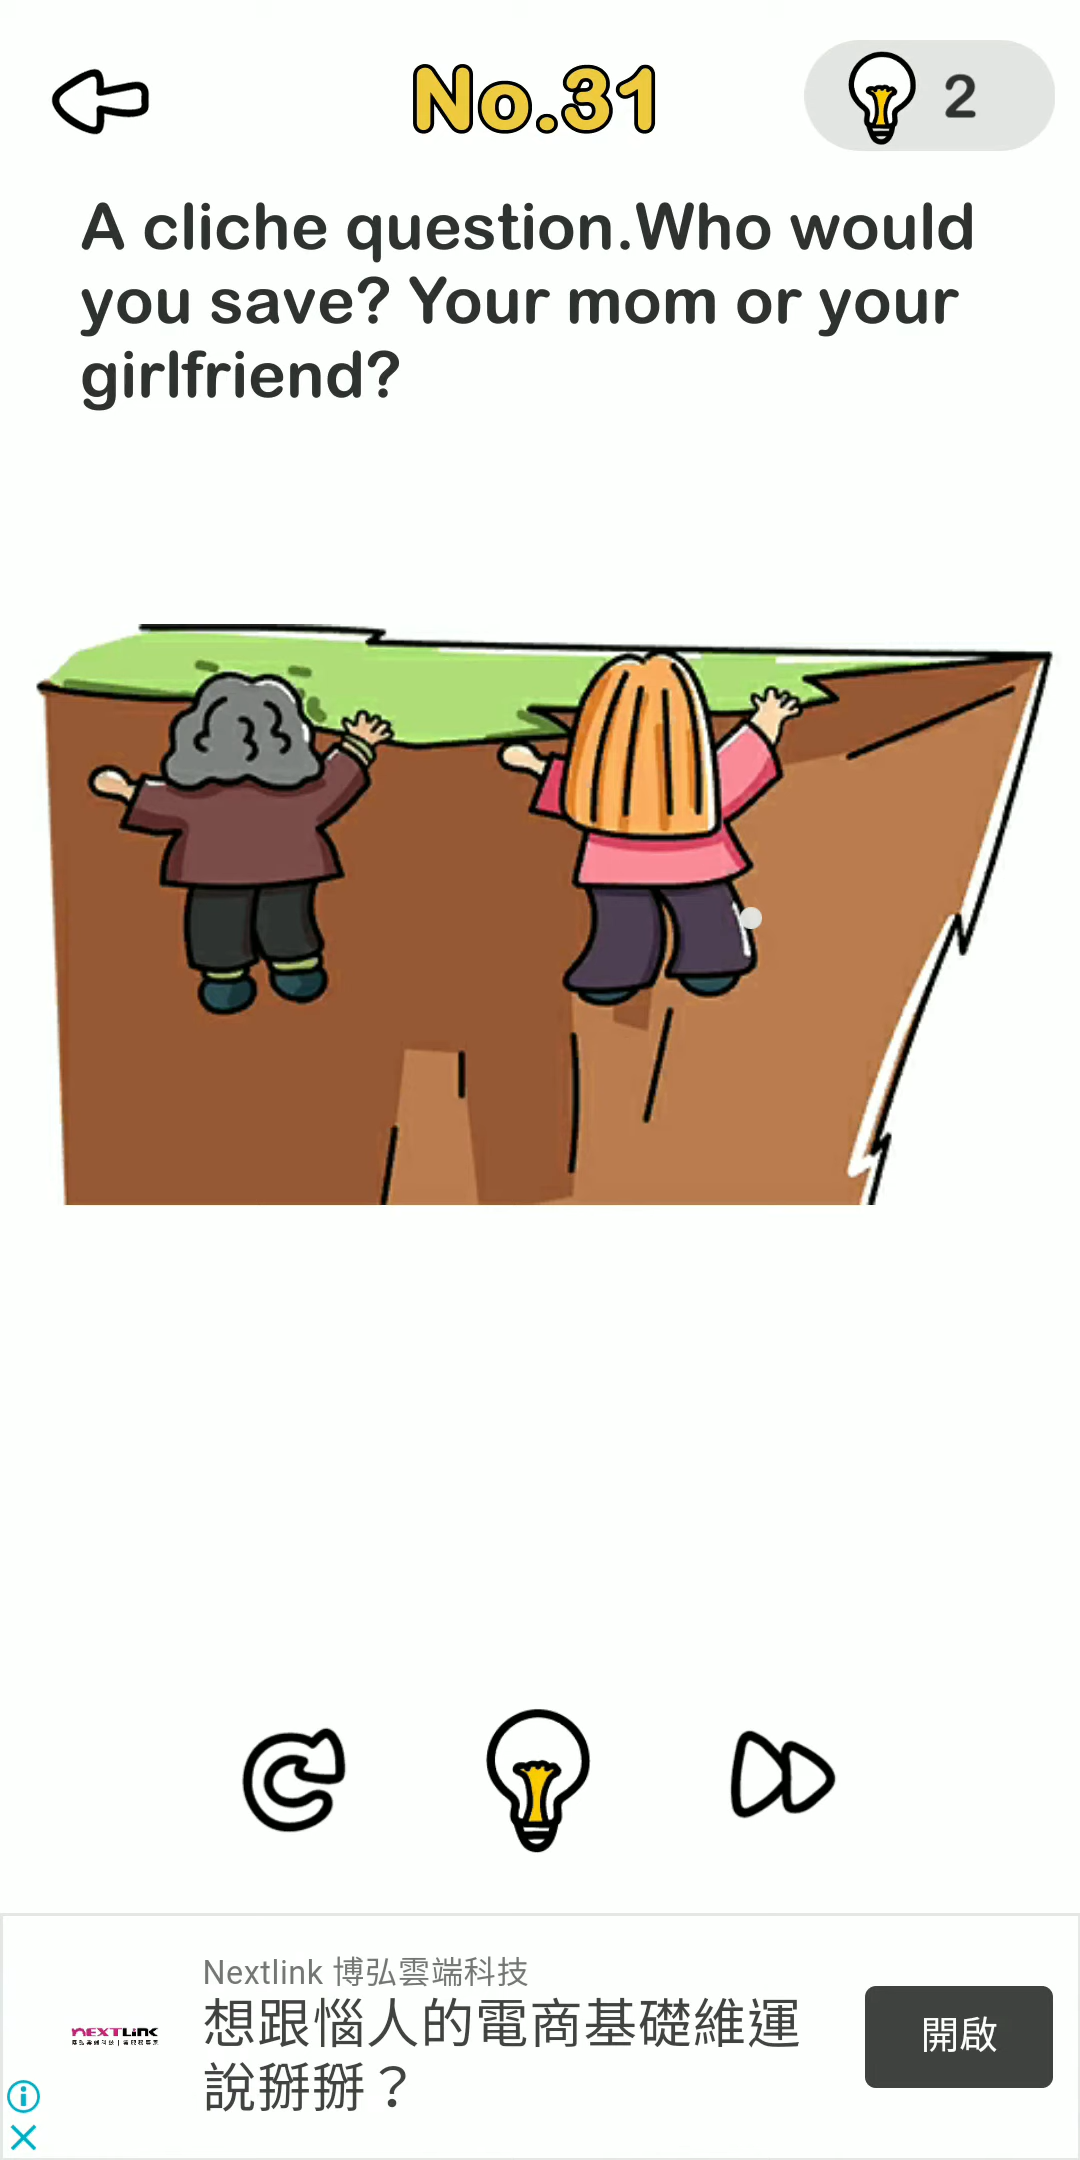 No.31
2
A cliche question.Who would
you save? Your mom or your
girlfriend?
Nextlink 博弘雲端科技
想跟惱人的電商基礎維運
說掰掰？
NEXTLINK
開啟